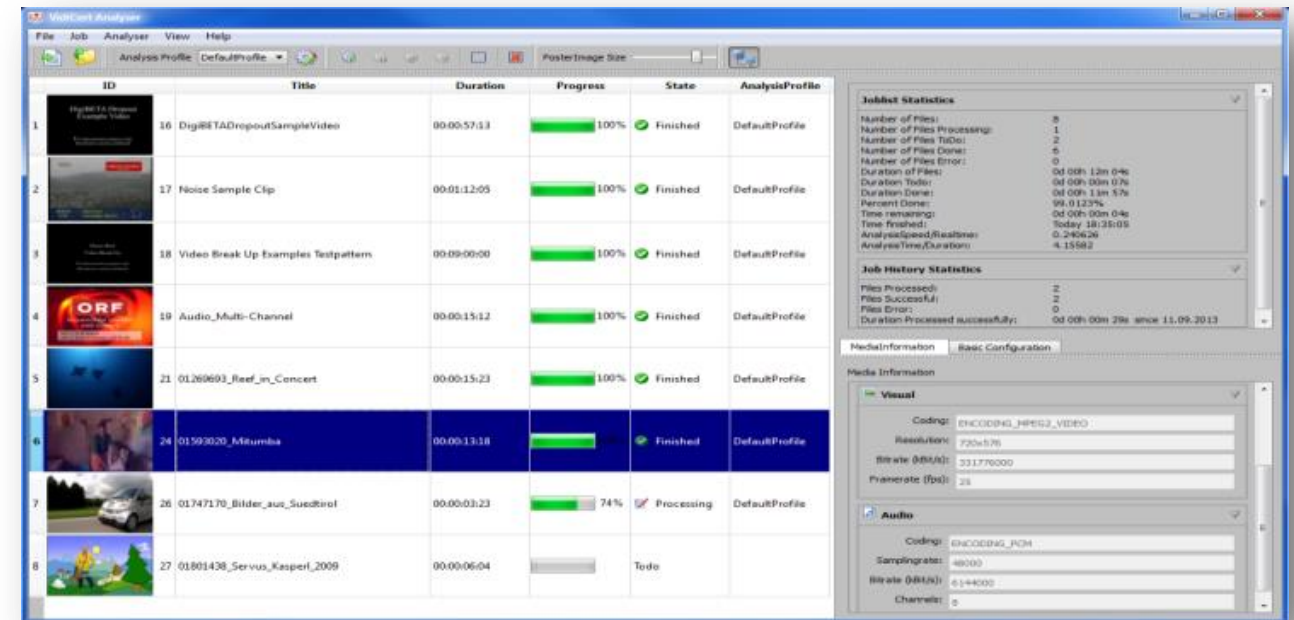 VidiCert Analyser
File Job Analyser View Help
Analysis Profile DefaultProfile PosterImage Size
ID Title Duration Progress State AnalysisProfile
DigiBETA Dropout
Example Video
1 16 DigiBETADropoutSampleVideo 00:00:57:13 100% Finished DefaultProfile
2 17 Noise Sample Clip 00:01:12:05 100% Finished DefaultProfile
3 18 Video Break Up Examples Testpattern 00:09:00:00 100% Finished DefaultProfile
ORF
4 19 Audio_Multi-Channel 00:00:15:12 100% Finished DefaultProfile
5 21 01269693_Reef_in_Concert 00:00:15:23 100% Finished DefaultProfile
6 24 01593020_Mitumba 00:00:13:18 Finished DefaultProfile
7 26 01747170_Bilder_aus_Suedtirol 00:00:03:23 74% Processing DefaultProfile
8 27 01801438_Servus_Kasperl_2009 00:00:06:04 Todo
Joblist Statistics
Number of Files: 8
Number of Files Processing: 1
Number of Files ToDo: 2
Number of Files Done: 6
Number of Files Error: 0
Duration of Files: 0d 00h 12m 04s
Duration Todo: 0d 00h 00m 07s
Duration Done: 0d 00h 11m 57s
Percent Done: 99.0123%
Time remaining: 0d 00h 00m 04s
Time finished: Today 18:35:05
AnalysisSpeed/Realtime: 0.240626
AnalysisTime/Duration: 4.15582
Job History Statistics
Files Processed: 2
Files Successful: 2
Files Error: 0
Duration Processed successfully: 0d 00h 00m 29s since 11.09.2013
MediaInformation Basic Configuration
Media Information
Visual
Coding: ENCODING_MPEG2_VIDEO
Resolution: 720x576
Bitrate (kBit/s): 331776000
Framerate (fps): 25
Audio
Coding: ENCODING_PCM
Samplingrate: 48000
Bitrate (kBit/s): 6144000
Channels: 8